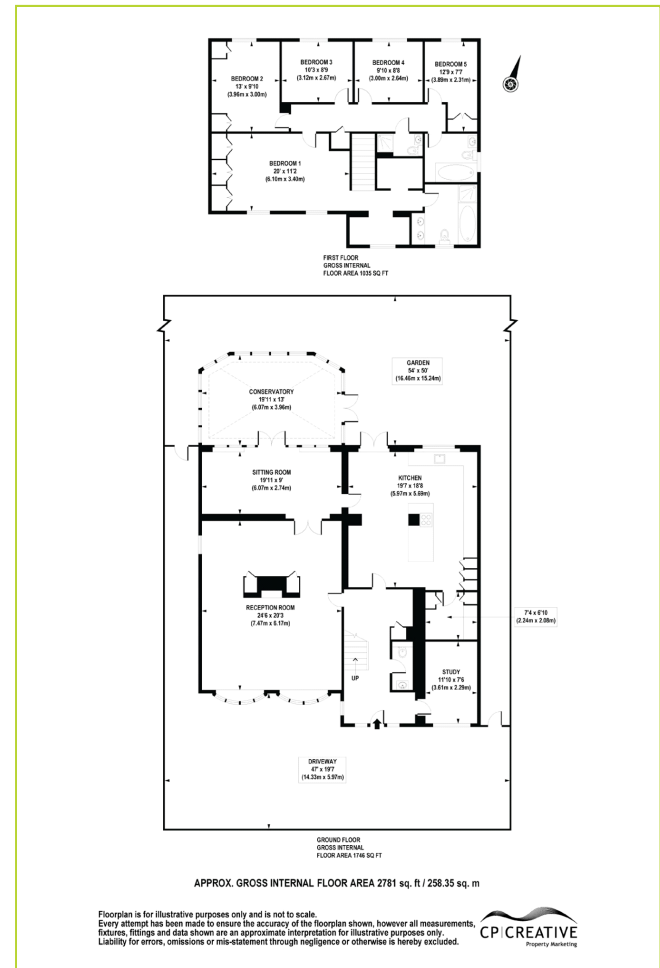 BEDROOM 2
13' x 9'10
(3.96m x 3.00m)
BEDROOM 3
10'3 x 8'9
(3.12m x 2.67m)
BEDROOM 4
9'10 x 8'8
(3.00m x 2.64m)
BEDROOM 5
12'9 x 7'7
(3.89m x 2.31m)
BEDROOM 1
20' x 11'2
(6.10m x 3.40m)
FIRST FLOOR
GROSS INTERNAL
FLOOR AREA 1035 SQ FT
GARDEN
54' x 50'
(16.46m x 15.24m)
CONSERVATORY
19'11 x 13'
(6.07m x 3.96m)
SITTING ROOM
19'11 x 9'
(6.07m x 2.74m)
KITCHEN
19'7 x 18'8
(5.97m x 5.69m)
RECEPTION ROOM
24'6 x 20'3
(7.47m x 6.17m)
7'4 x 6'10
(2.24m x 2.08m)
STUDY
11'10 x 7'6
(3.61m x 2.29m)
UP
DRIVEWAY
47' x 19'7
(14.33m x 5.97m)
GROUND FLOOR
GROSS INTERNAL
FLOOR AREA 1746 SQ FT
APPROX. GROSS INTERNAL FLOOR AREA 2781 sq. ft / 258.35 sq. m
Floorplan is for illustrative purposes only and is not to scale.
Every attempt has been made to ensure the accuracy of the floorplan shown, however all measurements,
fixtures, fittings and data shown are an approximate interpretation for illustrative purposes only.
Liability for errors, omissions or mis-statement through negligence or otherwise is hereby excluded.
CP|CREATIVE
Property Marketing